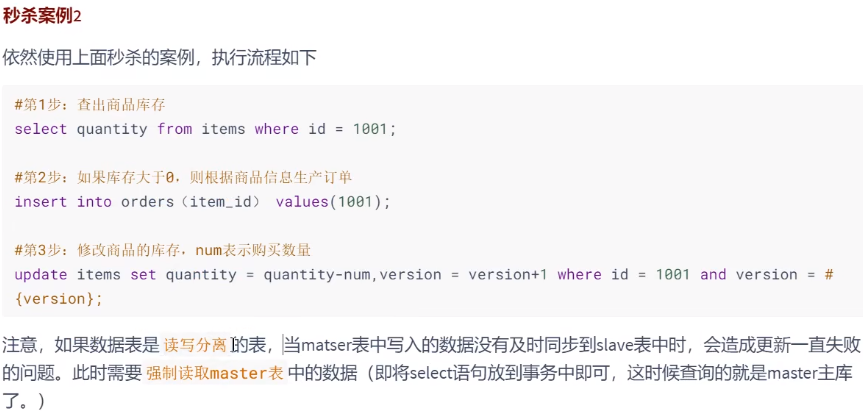 秒杀案例2
依然使用上面秒杀的案例，执行流程如下
#第1步：查出商品库存
select quantity from items where id = 1001;
#第2步：如果库存大于0，则根据商品信息生产订单
insert into orders（item_id） values(1001);
#第3步：修改商品的库存，num表示购买数量
update items set quantity = quantity-num,version = version+1 where id = 1001 and version = #
{version};
注意，如果数据表是读写分离的表，当matser表中写入的数据没有及时同步到slave表中时，会造成更新一直失败
的问题。此时需要强制读取master表中的数据（即将select语句放到事务中即可，这时候查询的就是master主库
了。）